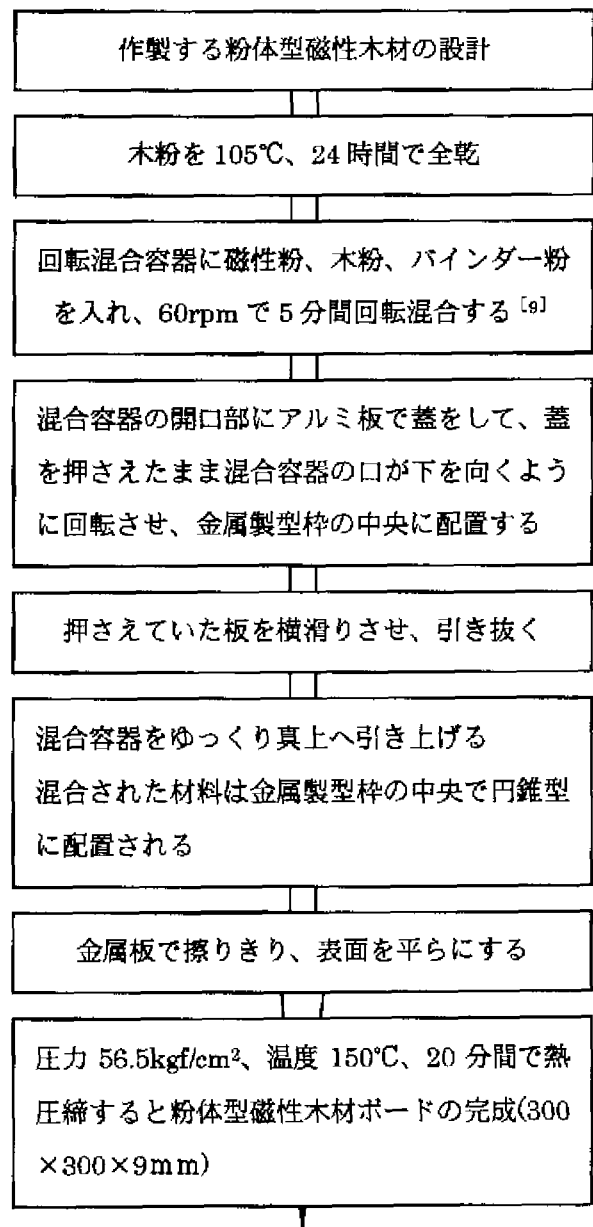 作製する粉体型磁性木材の設計
木粉を 105℃、24 時間で全乾
回転混合容器に磁性粉、木粉、バインダー粉
を入れ、60rpm で 5 分間回転混合する [9]
混合容器の開口部にアルミ板で蓋をして、蓋
を押さえたまま混合容器の口が下を向くよう
に回転させ、金属製型枠の中央に配置する
押さえていた板を横滑りさせ、引き抜く
混合容器をゆっくり真上へ引き上げる
混合された材料は金属製型枠の中央で円錐型
に配置される
金属板で擦りきり、表面を平らにする
圧力 56.5kgf/cm²、温度 150℃、20 分間で熱
圧締すると粉体型磁性木材ボードの完成(300
×300×9mm)